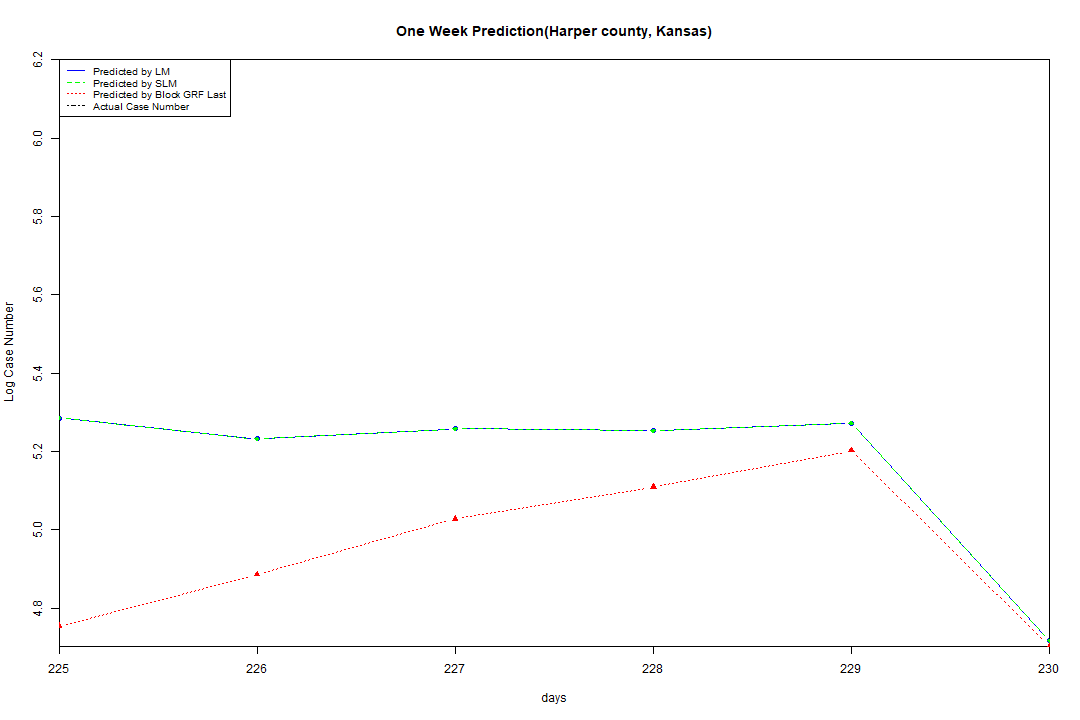 One Week Prediction(Harper county, Kansas)
Predicted by LM
Predicted by SLM
Predicted by Block GRF Last
Actual Case Number
6.2
6.0
5.8
5.6
5.4
5.2
5.0
4.8
Log Case Number
225 226 227 228 229 230
days